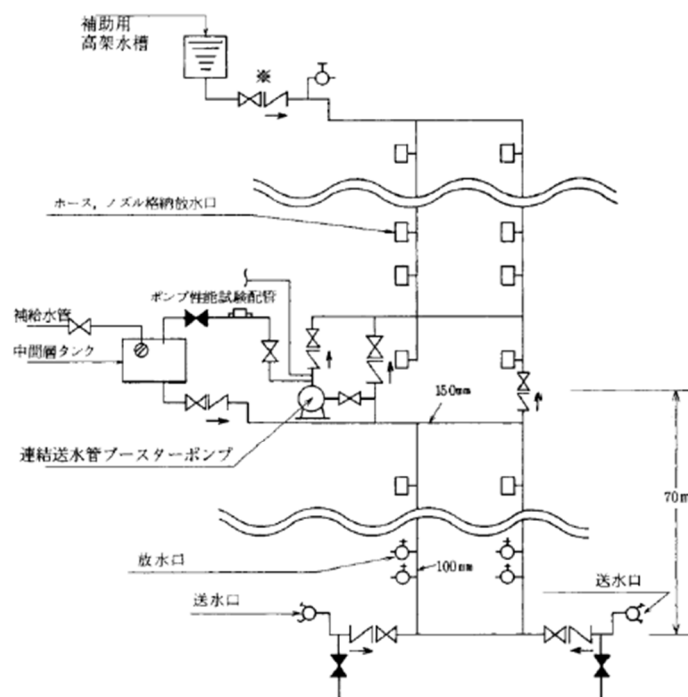 補助用
高架水槽
※
ホース，ノズル格納放水口
ポンプ性能試験配管
補給水管
中間層タンク
150mm
連結送水管ブースターポンプ
70m
放水口
100mm
送水口
送水口